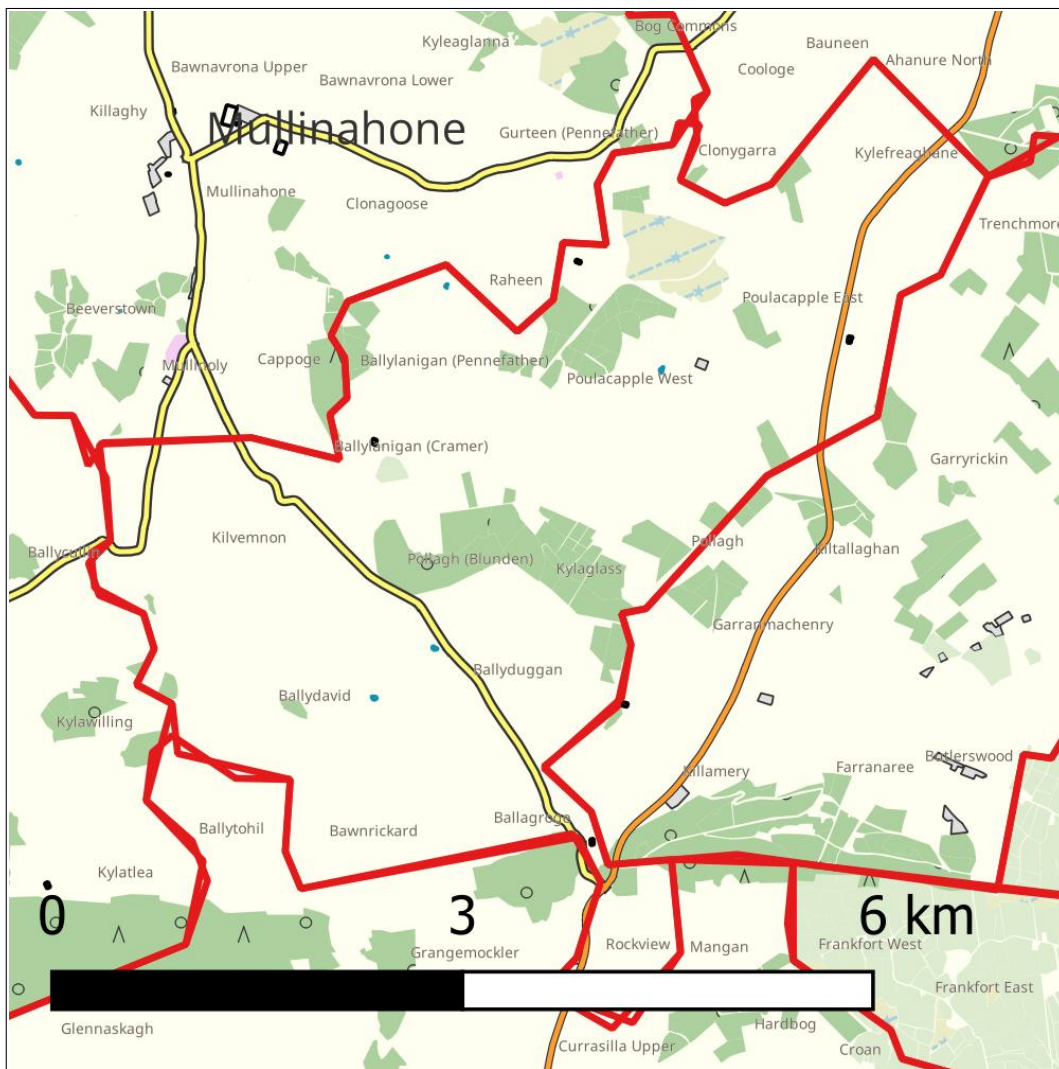 Bog Commons
Kyleaglanna
Bauneen
Ahanure North
Bawnavrona Upper
Coologe
Bawnavrona Lower
Killaghy
Mullinahone
Gurteen (Pennefather)
Clonygarra
Kylefreaghane
Mullinahone
Clonagoose
Trenchmore
Raheen
Poulacapple East
Beeverstown
Mullinoly
Cappoge
Ballylanigan (Pennefather)
Poulacapple West
Ballylanigan (Cramer)
Garryrickin
Ballycullin
Kilvemnon
Pollagh (Blunden)
Kylaglass
Pollagh
Kiltallaghan
Garranmachenry
Ballyduggan
Ballydavid
Kylawilling
Killamery
Farranaree
Butlerswood
Ballytohil
Bawnrickard
Ballagroge
Kylatlea
0 3 6 km
Grangemockler
Rockview
Mangan
Frankfort West
Frankfort East
Glennaskagh
Hardbog
Currasilla Upper
Croan